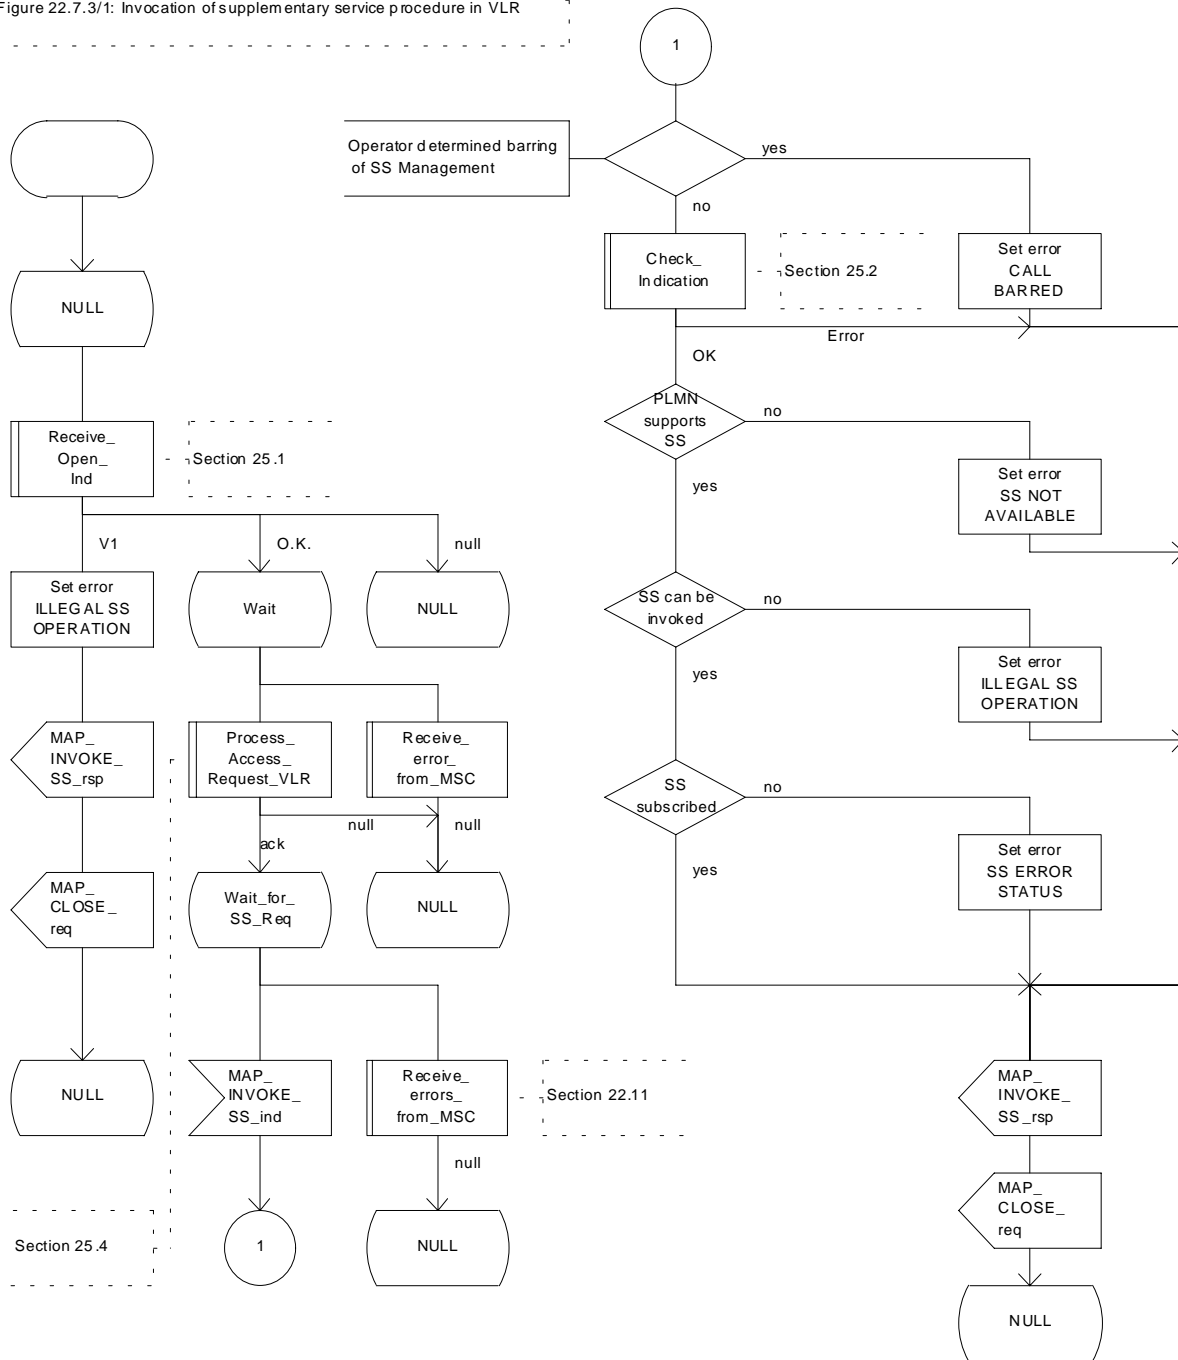 Figure 22.7.3/1: Invocation of supplementary service procedure in VLR
NULL
Receive_
Open_
Ind
Section 25.1
V1
O.K.
null
Set error
ILLEGAL SS
OPERATION
Wait
NULL
MAP_
INVOKE_
SS_rsp
Process_
Access_
Request_VLR
Receive_
error_
from_MSC
null
null
ack
MAP_
CLOSE_
req
Wait_for_
SS_Req
NULL
NULL
MAP_
INVOKE_
SS_ind
Receive_
errors_
from_MSC
Section 22.11
null
Section 25.4
1
NULL
1
Operator determined barring
of SS Management
yes
no
Check_
Indication
Section 25.2
Set error
CALL
BARRED
Error
OK
PLMN
supports
SS
no
yes
Set error
SS NOT
AVAILABLE
SS can be
invoked
no
yes
Set error
ILLEGAL SS
OPERATION
SS
subscribed
no
yes
Set error
SS ERROR
STATUS
MAP_
INVOKE_
SS_rsp
MAP_
CLOSE_
req
NULL